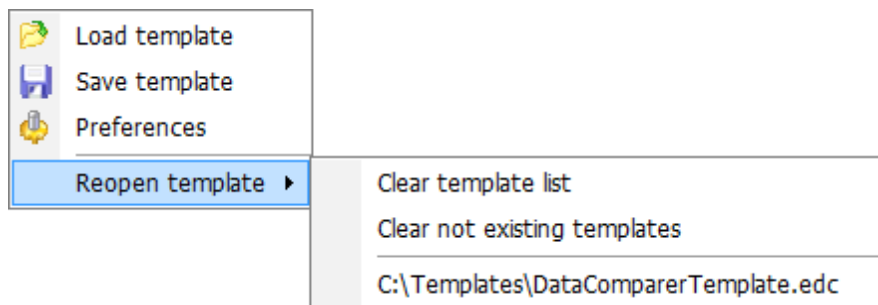 Load template
Save template
Preferences
Reopen template
Clear template list
Clear not existing templates
C:\Templates\DataComparerTemplate.edc